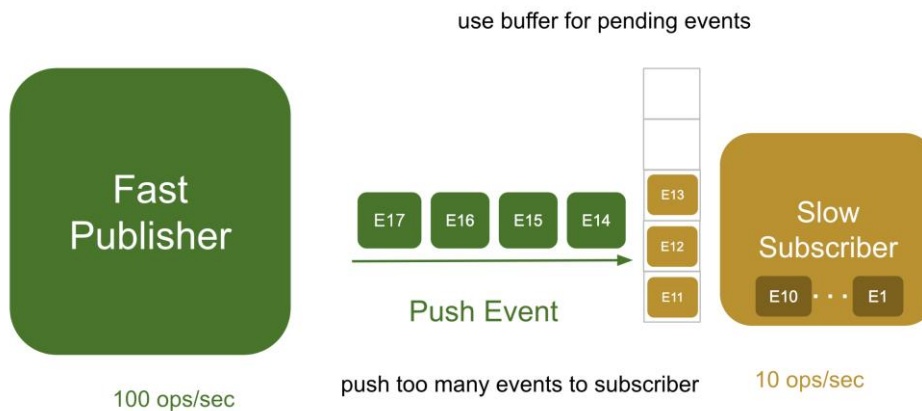 use buffer for pending events
Fast
Publisher
E17 E16 E15 E14
Push Event
E13
E12
E11
Slow
Subscriber
E10 · · · E1
100 ops/sec
push too many events to subscriber
10 ops/sec